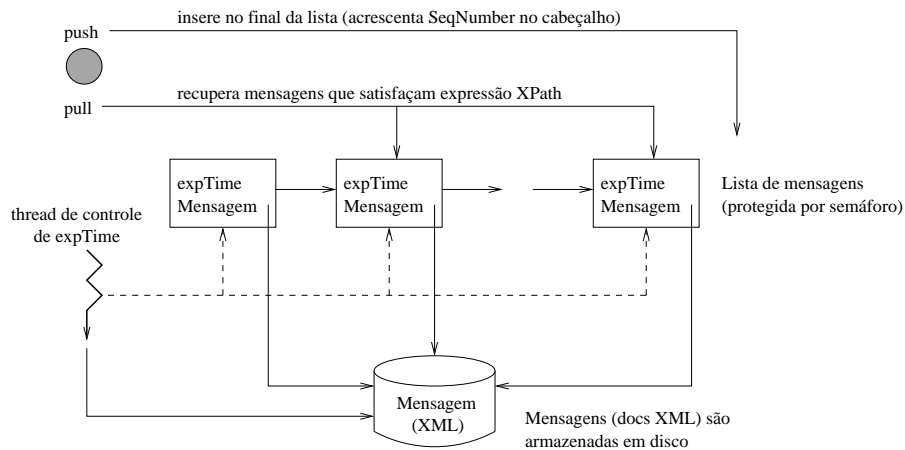 insere no final da lista (acrescenta SeqNumber no cabeçalho)
push
recupera mensagens que satisfaçam expressão XPath
pull
expTime
Mensagem
expTime
Mensagem
expTime
Mensagem
Lista de mensagens
(protegida por semáforo)
thread de controle
de expTime
Mensagem
(XML)
Mensagens (docs XML) são
armazenadas em disco